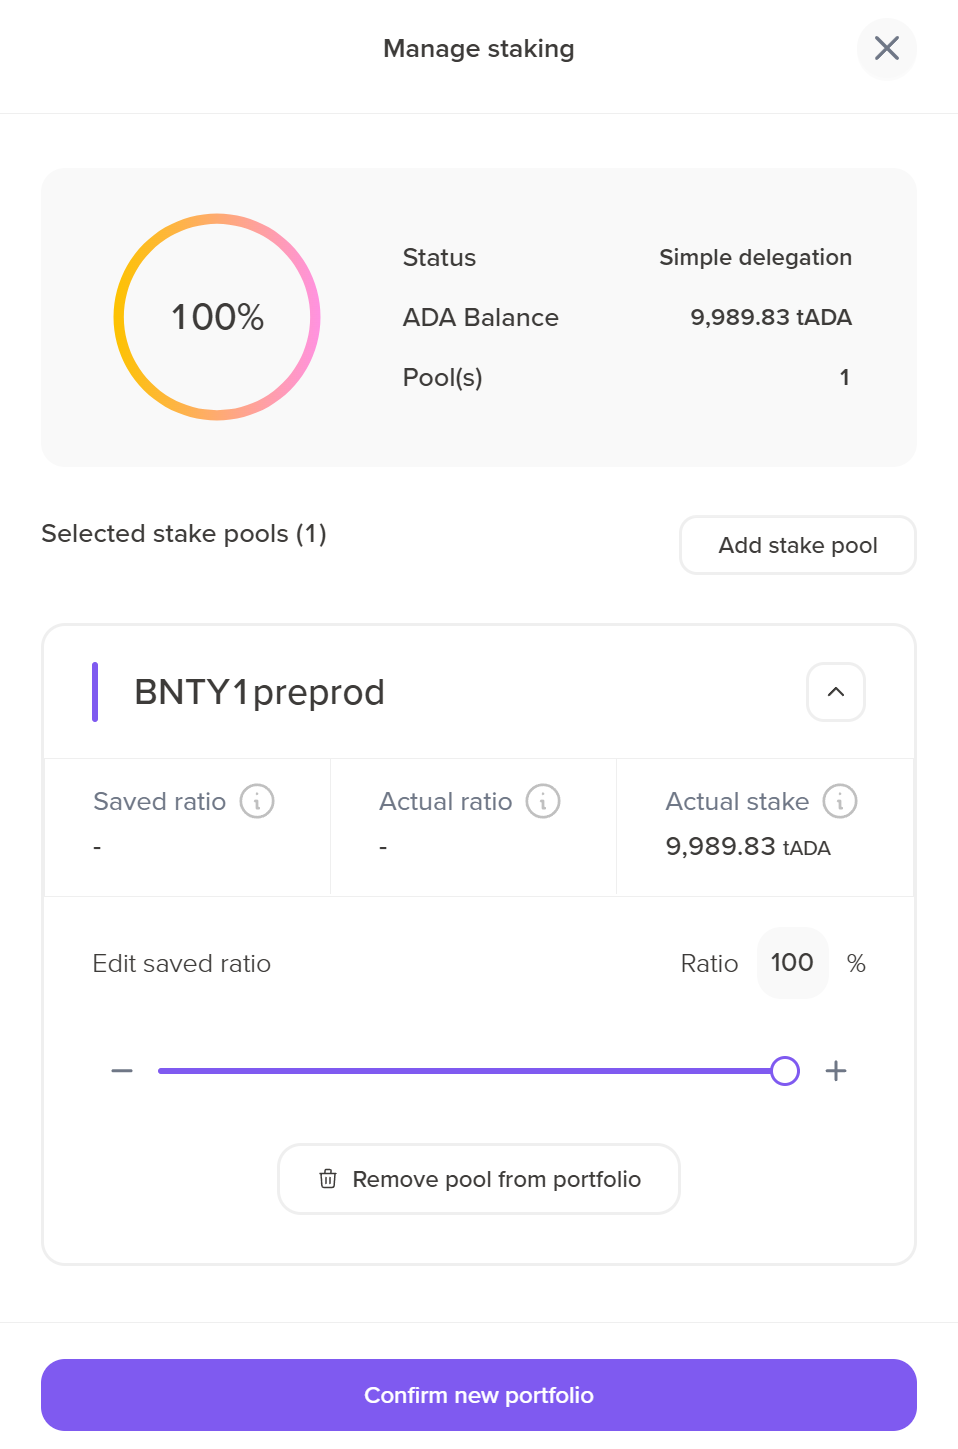 Manage staking
100%
Status Simple delegation
ADA Balance 9,989.83 tADA
Pool(s) 1
Selected stake pools (1)
Add stake pool
BNTY1preprod
Saved ratio Actual ratio Actual stake
- - 9,989.83 tADA
Edit saved ratio Ratio 100 %
Remove pool from portfolio
Confirm new portfolio